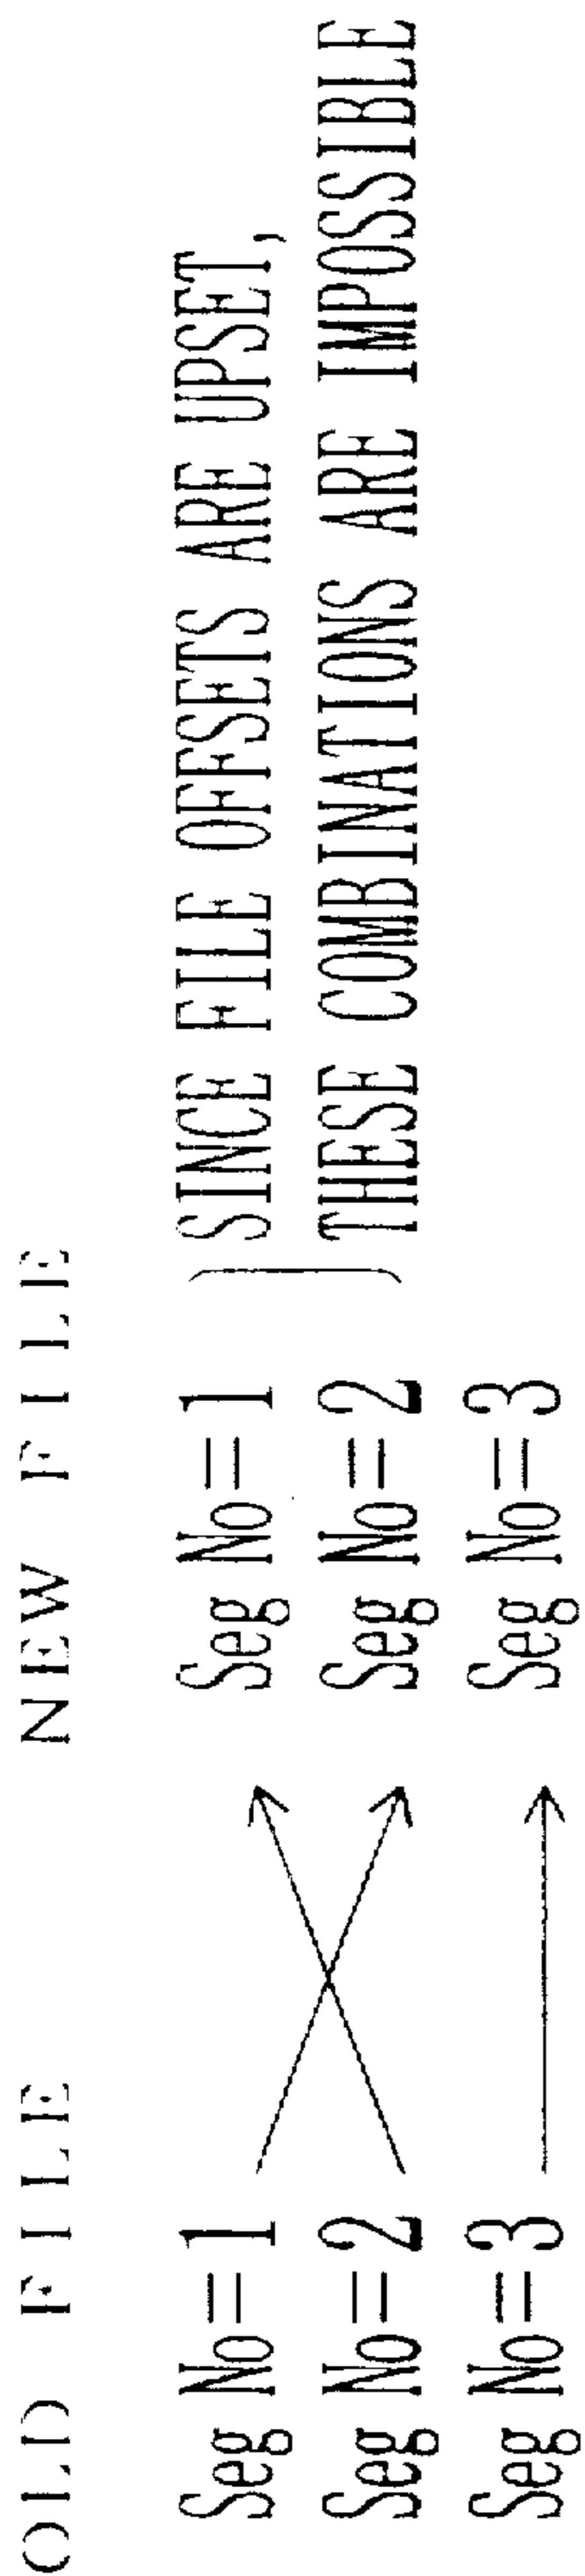 OLD FILE NEW FILE
Seg No=1 Seg No=1 SINCE FILE OFFSETS ARE UPSET,
Seg No=2 Seg No=2 THESE COMBINATIONS ARE IMPOSSIBLE
Seg No=3 Seg No=3